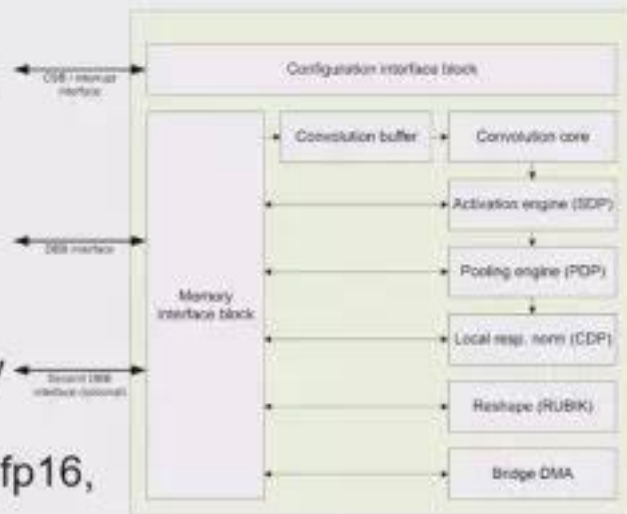 Configuration interface block
CSB / interrupt
interface
Convolution buffer
Convolution core
Activation engine (SDP)
DBB interface
Pooling engine (PDP)
Memory
interface block
Local resp. norm (CDP)
Second DBB
interface (optional)
Reshape (RUBIK)
fp16,
Bridge DMA